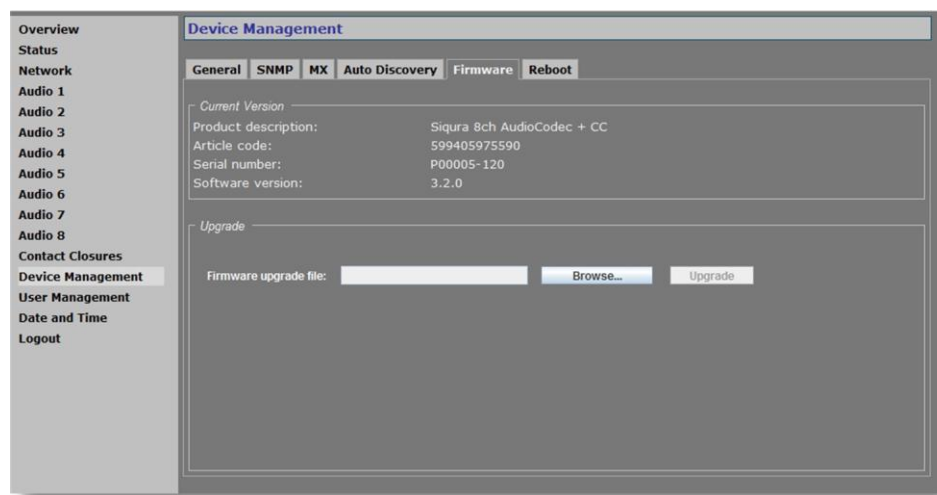 Overview
Status
Network
Audio 1
Audio 2
Audio 3
Audio 4
Audio 5
Audio 6
Audio 7
Audio 8
Contact Closures
Device Management
User Management
Date and Time
Logout
Device Management
General SNMP MX Auto Discovery Firmware Reboot
Current Version
Product description: Siqura 8ch AudioCodec + CC
Article code: 599405975590
Serial number: P00005-120
Software version: 3.2.0
Upgrade
Firmware upgrade file: Browse... Upgrade